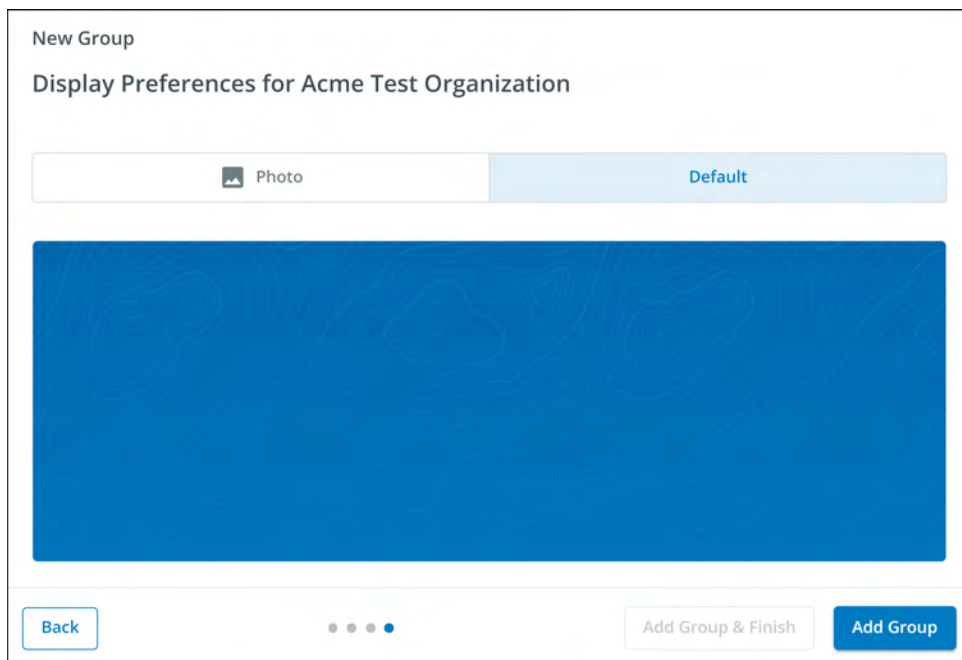 New Group
Display Preferences for Acme Test Organization
Photo
Default
Back
Add Group & Finish
Add Group